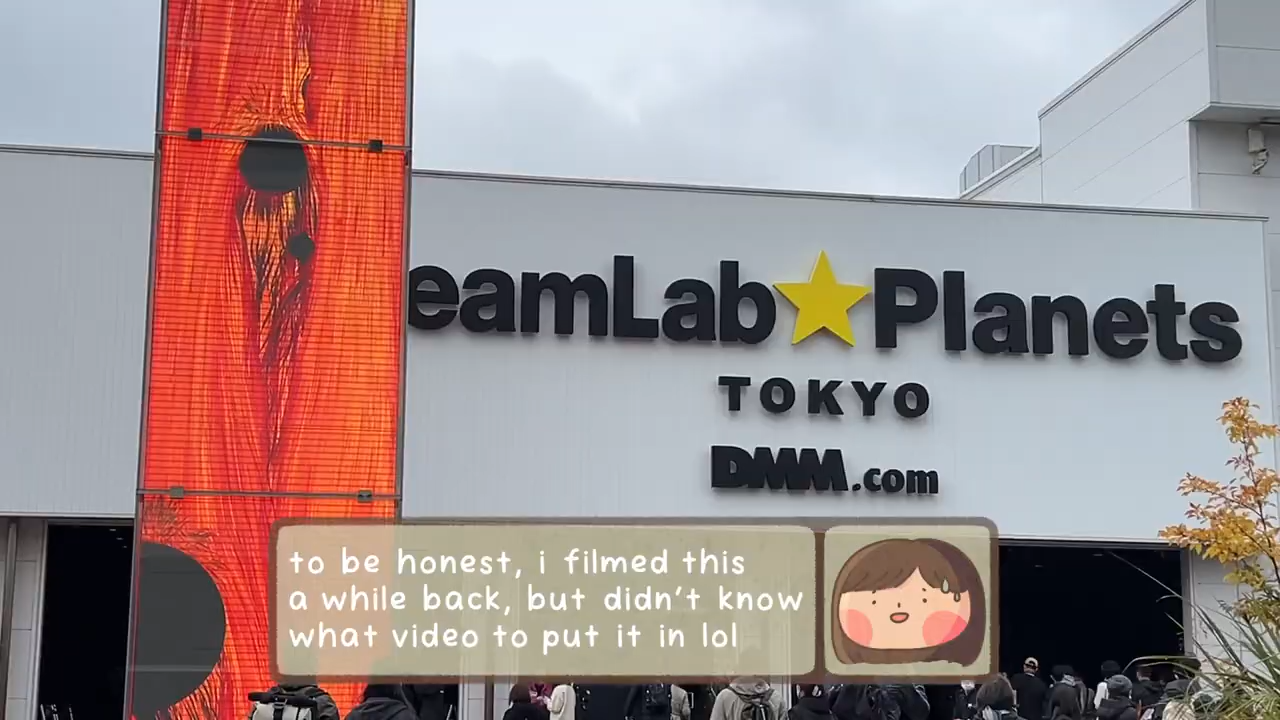 eamLab★Planets
TOKYO
DMM.com
to be honest, i filmed this
a while back, but didn't know
what video to put it in lol